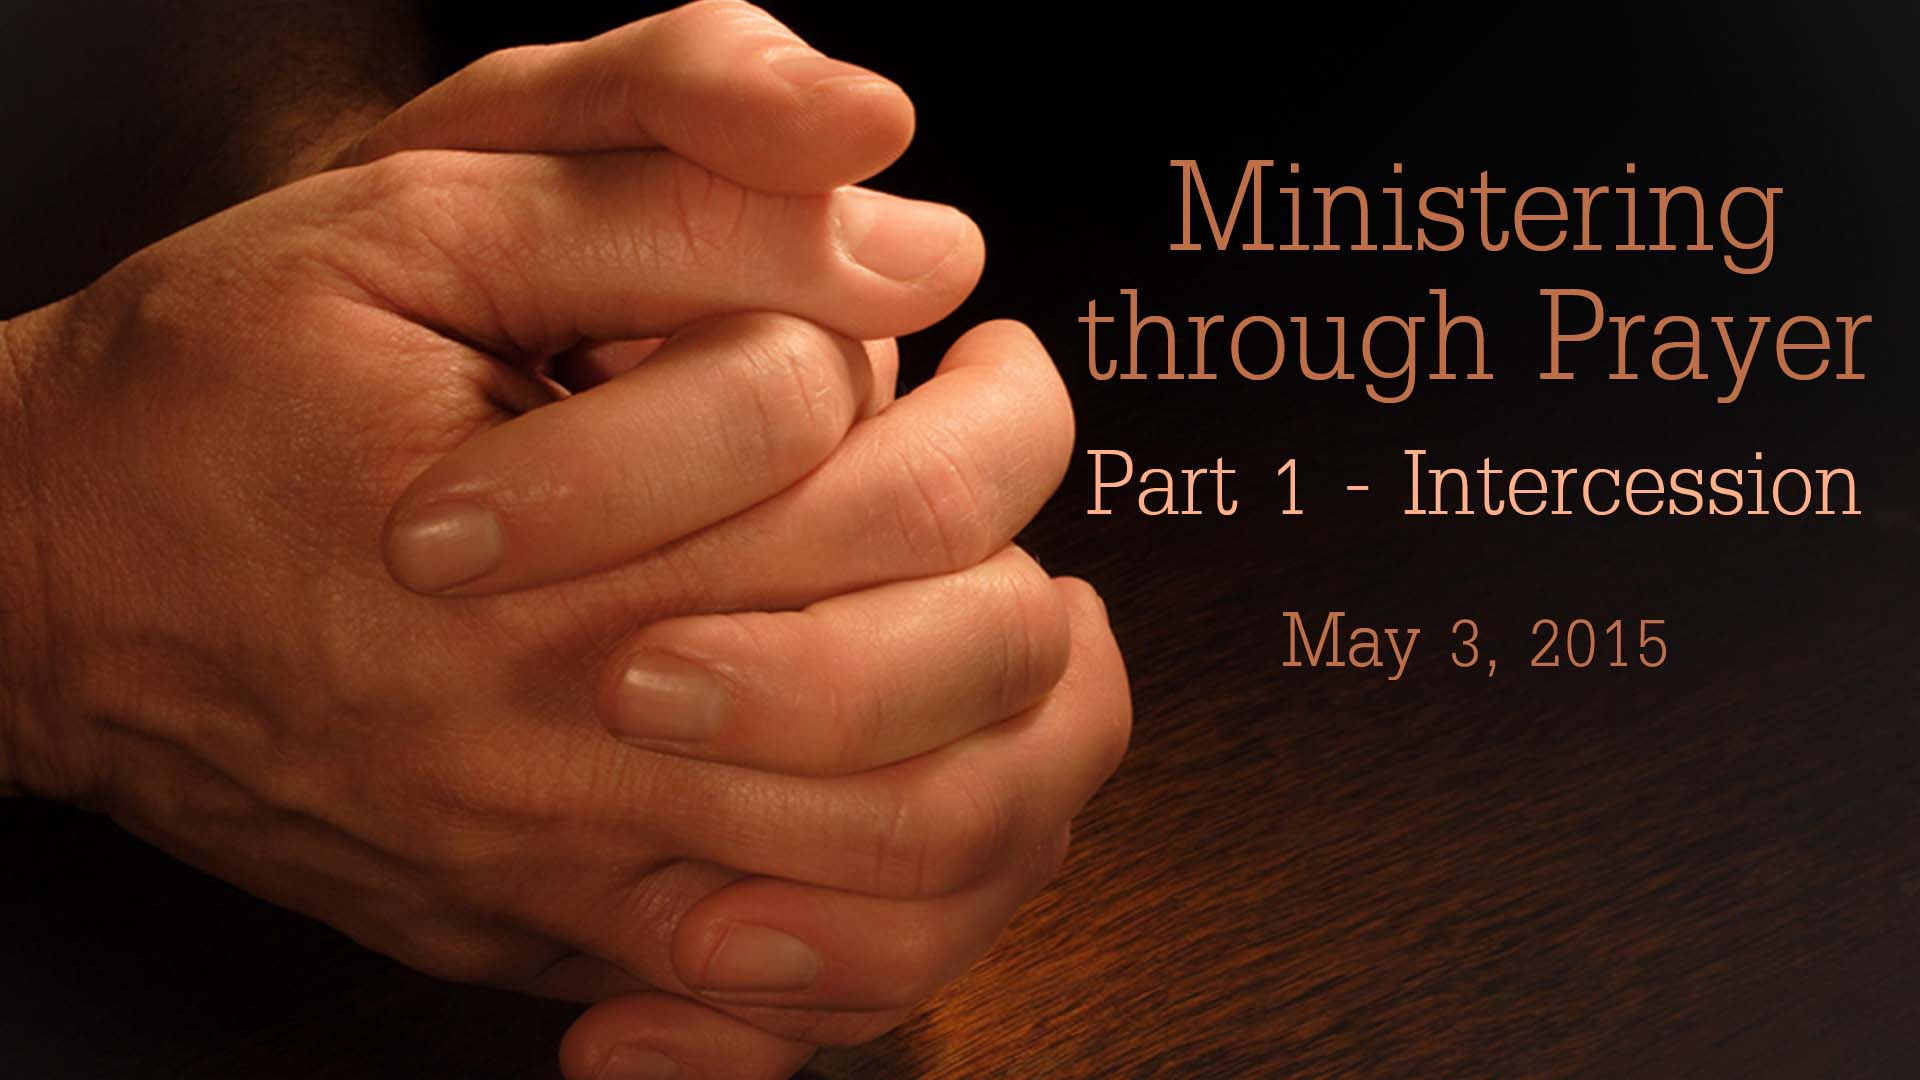 Ministering
through Prayer
Part 1 - Intercession
May 3, 2015